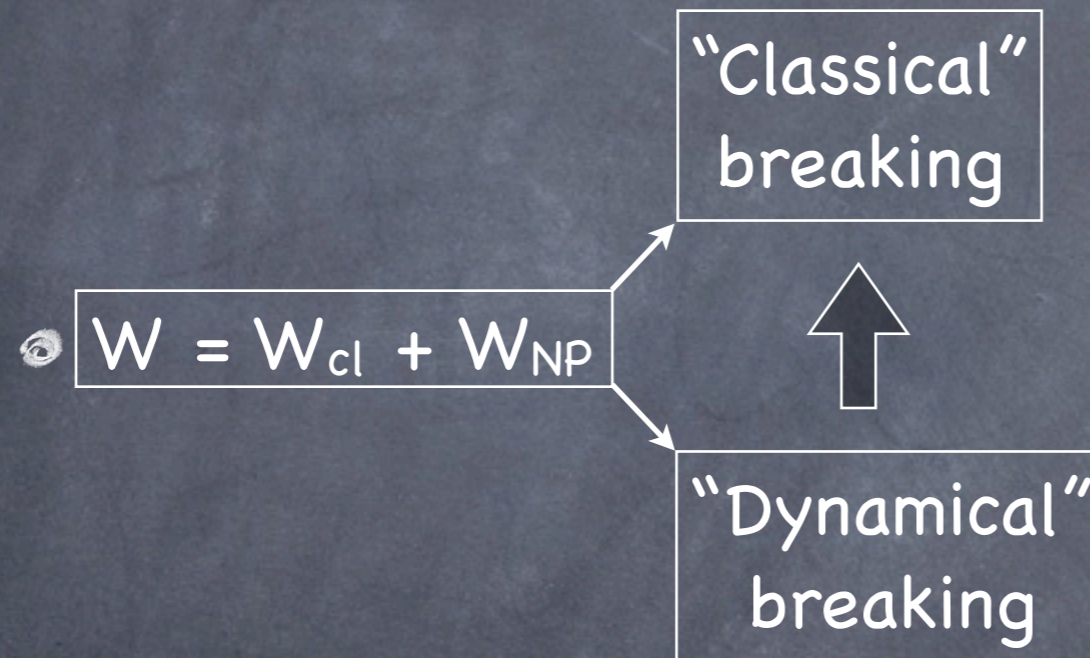 “Classical”
breaking
W = Wcl + WNP
“Dynamical”
breaking